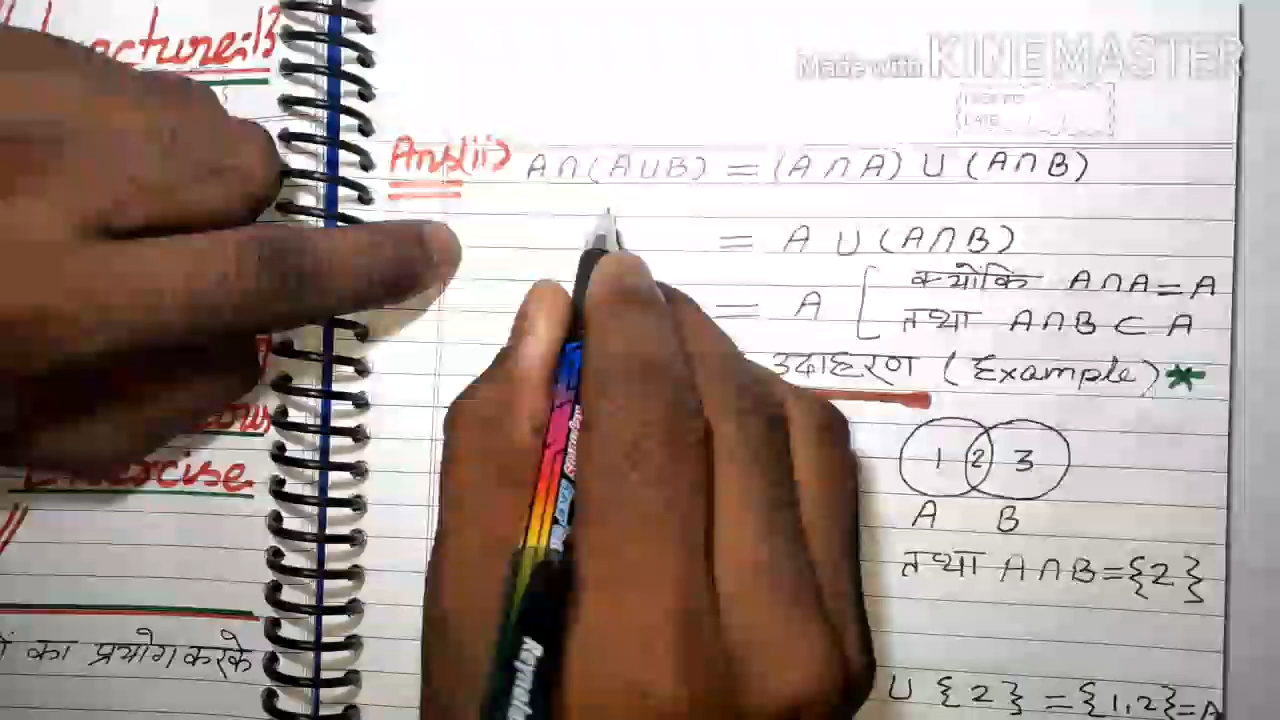 Lecture:13
Made with KINEMASTER
Ans(ii) A∩(A∪B) = (A∩A) ∪ (A∩B)
= A ∪ (A∩B)
= A [ क्योंकि A∩A=A
तथा A∩B ⊂ A
उदाहरण (Example) *
1 2 3
A B
तथा A∩B={2}
∪ {2} = {1,2}=A
Exercise
का प्रयोग करके